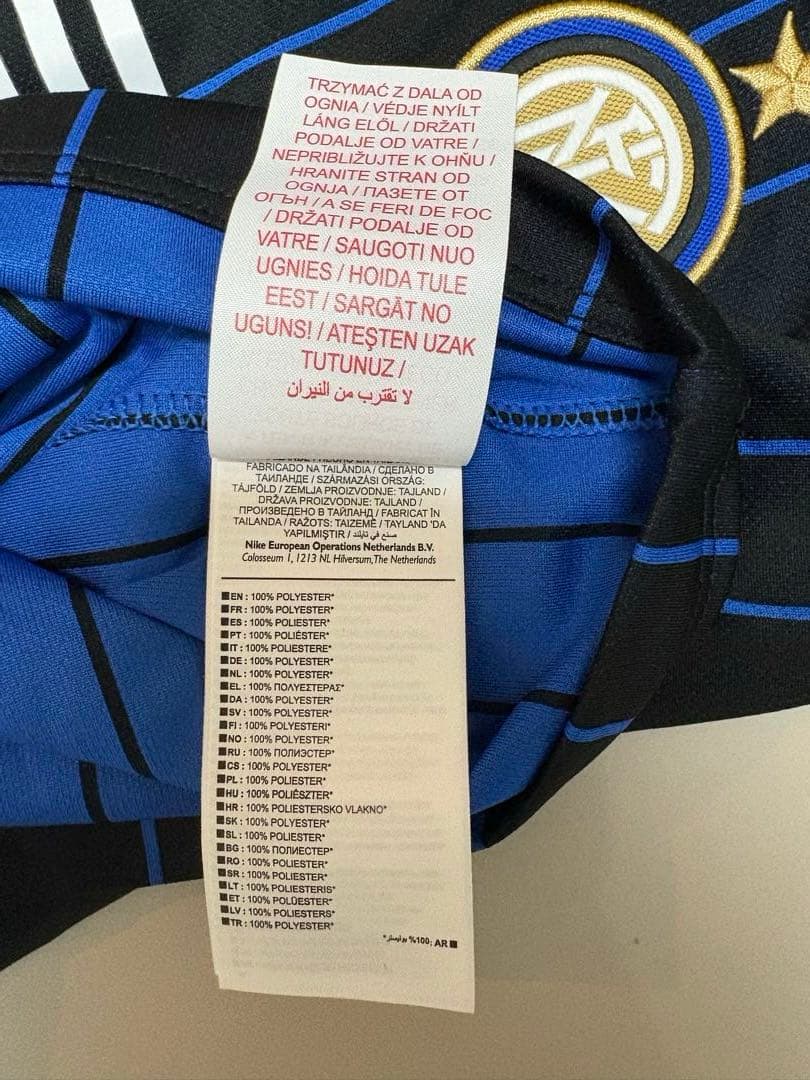 TRZYMAĆ Z DALA OD
OGNIA / VÉDJE NYÍLT
LÁNG ELŐL / DRŽATI
PODALJE OD VATRE /
NEPRIBLIŽUJTE K OHŇU /
HRANITE STRAN OD
OGNJA / ПАЗЕТЕ ОТ
ОГЪН / A SE FERI DE FOC
/ DRŽATI PODALJE OD
VATRE / SAUGOTI NUO
UGNIES / HOIDA TULE
EEST / SARGĀT NO
UGUNS! / ATEŞTEN UZAK
TUTUNUZ /
لا تقترب من النيران
FABRICADO NA TAILÂNDIA / СДЕЛАНО В
ТАИЛАНДЕ / SZÁRMAZÁSI ORSZÁG:
TÁJFÖLD / ZEMLJA PROIZVODNJE: TAJLAND /
DRŽAVA PROIZVODNJE: TAJLAND /
ПРОИЗВЕДЕНО В ТАЙЛАНД / FABRICAT ÎN
TAILANDA / RAŽOTS: TAIZEMĒ / TAYLAND 'DA
YAPILMIŞTIR / صنع في تايلند
Nike European Operations Netherlands B.V.
Colosseum 1, 1213 NL Hilversum, The Netherlands
EN : 100% POLYESTER*
FR : 100% POLYESTER*
ES : 100% POLIÉSTER*
PT : 100% POLIÉSTER*
IT : 100% POLIESTERE*
DE : 100% POLYESTER*
NL : 100% POLYESTER*
EL : 100% ΠΟΛΥΕΣΤΕΡΑΣ*
DA : 100% POLYESTER*
SV : 100% POLYESTER*
FI : 100% POLYESTERI*
NO : 100% POLYESTER*
RU : 100% ПОЛИЭСТЕР*
CS : 100% POLYESTER*
PL : 100% POLIESTER*
HU : 100% POLIÉSZTER*
HR : 100% POLIESTERSKO VLAKNO*
SK : 100% POLYESTER*
SL : 100% POLIESTER*
BG : 100% ПОЛИЕСТЕР*
RO : 100% POLIESTER*
SR : 100% POLIESTER*
LT : 100% POLIESTERIS*
ET : 100% POLÜESTER*
LV : 100% POLIESTERS*
TR : 100% POLYESTER*
AR :100% بوليستر*